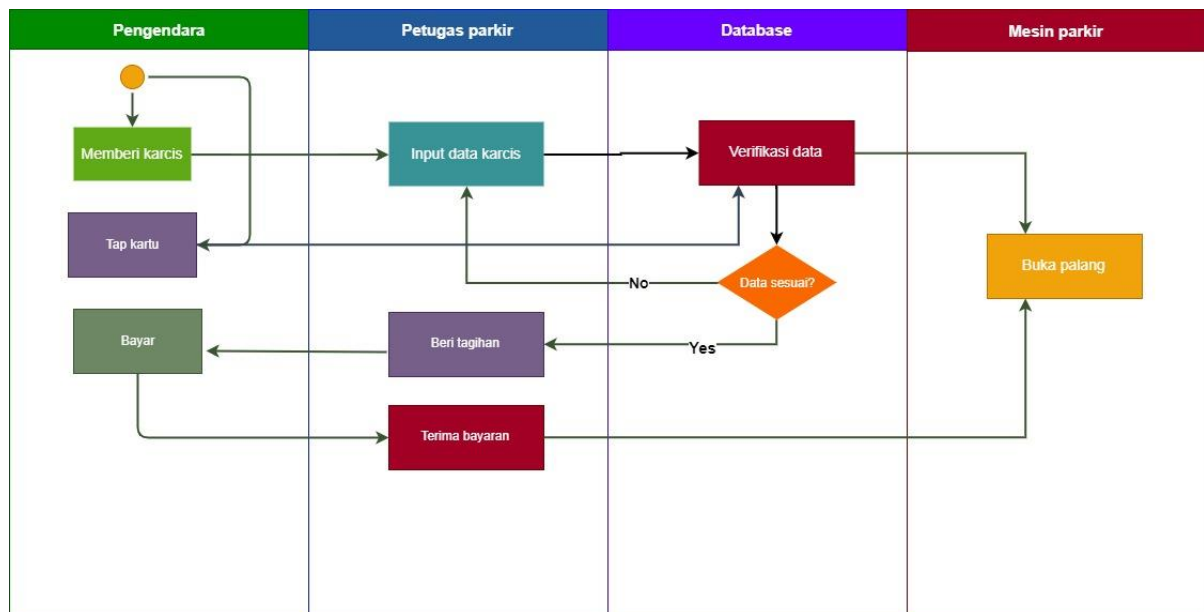 Pengendara
Petugas parkir
Database
Mesin parkir
Memberi karcis
Input data karcis
Verifikasi data
Tap kartu
Buka palang
No
Data sesuai?
Bayar
Beri tagihan
Yes
Terima bayaran